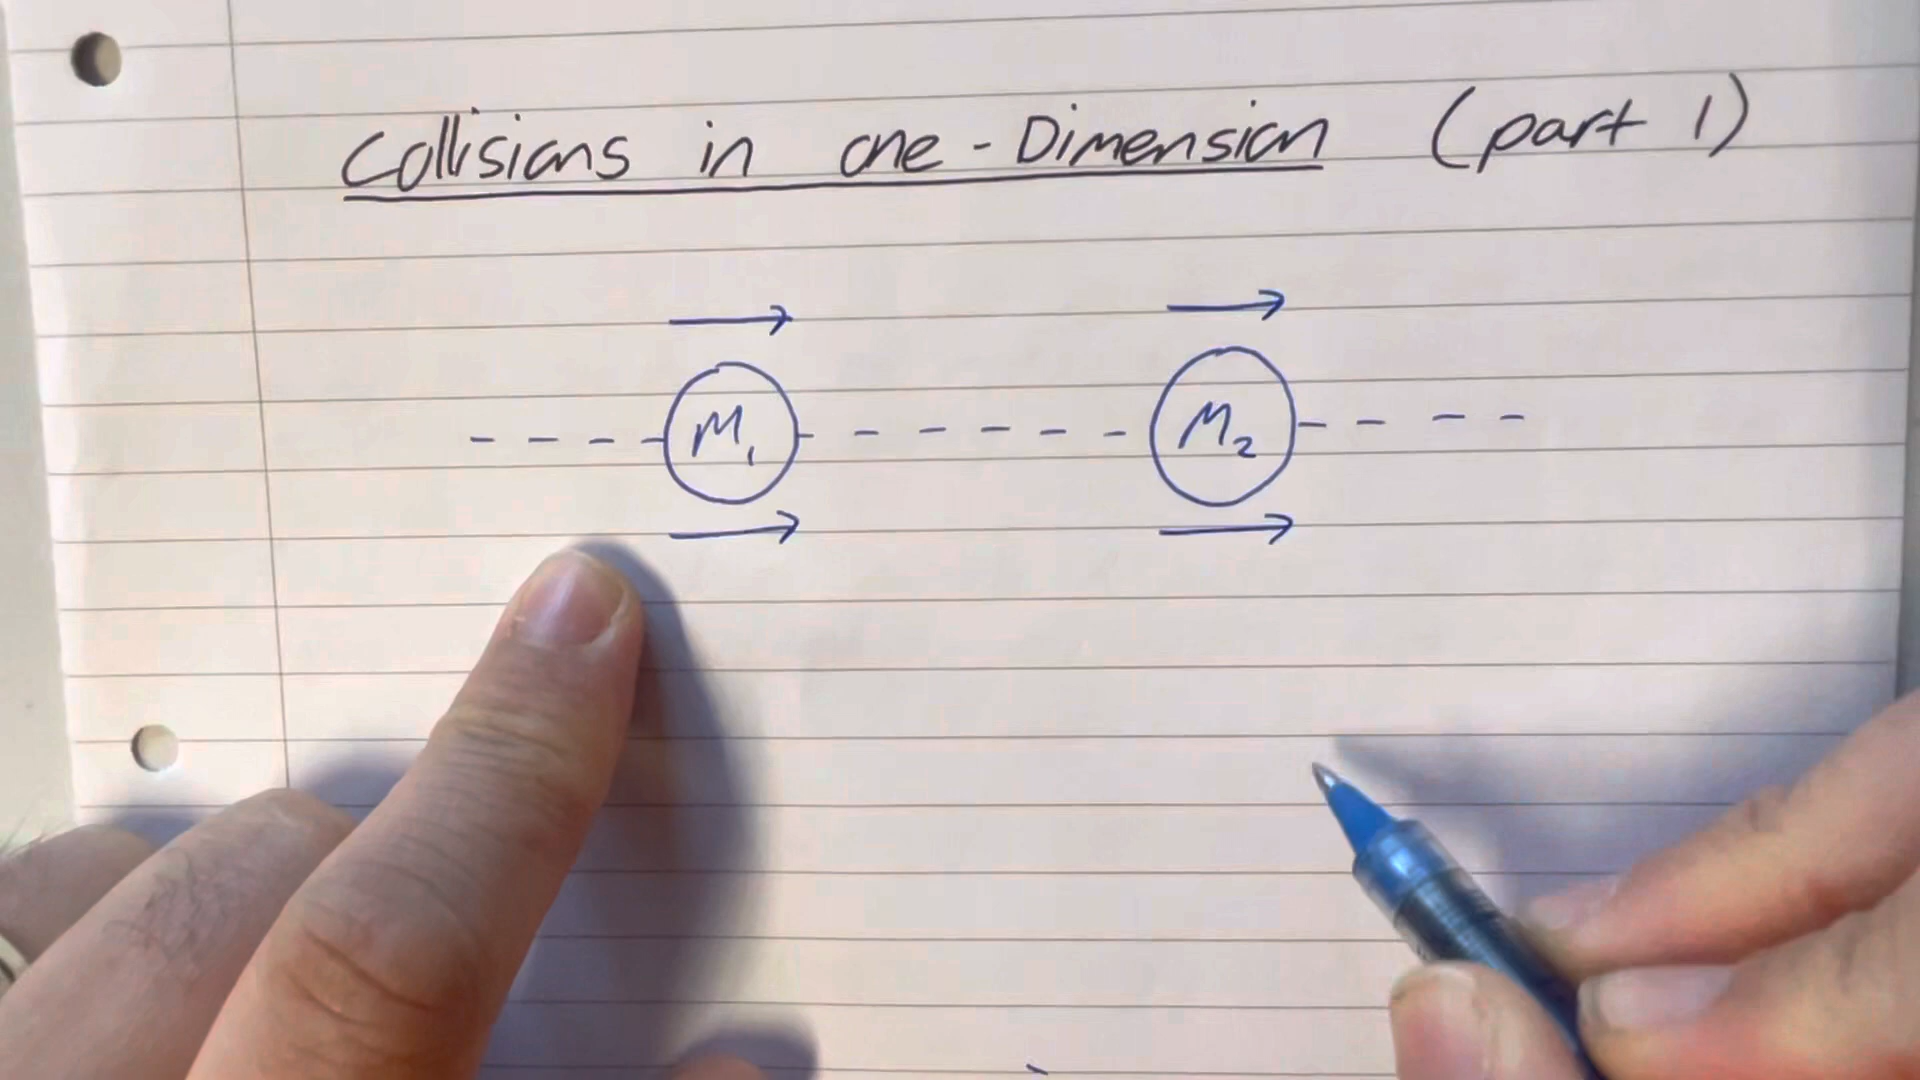 Collisions in one-Dimension (part 1)
M₁ M₂